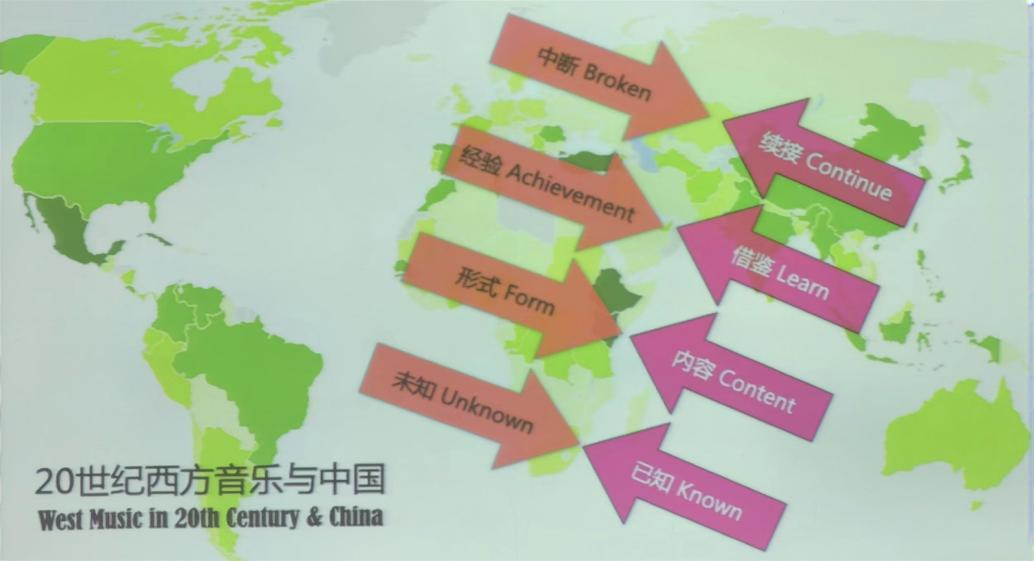 中断 Broken
续接 Continue
经验 Achievement
借鉴 Learn
形式 Form
内容 Content
未知 Unknown
已知 Known
20世纪西方音乐与中国
West Music in 20th Century & China